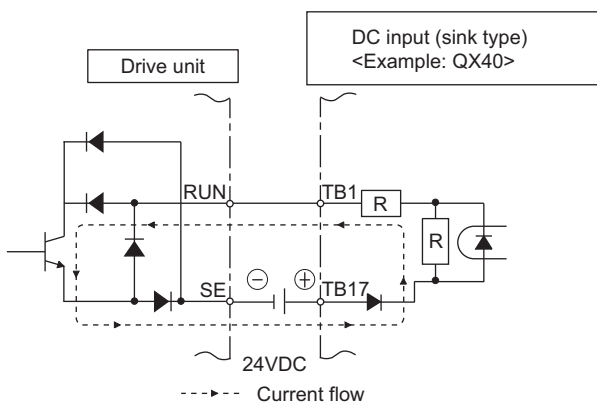 DC input (sink type)
<Example: QX40>
Drive unit
RUN
TB1
R
R
SE
−
+
TB17
24VDC
Current flow